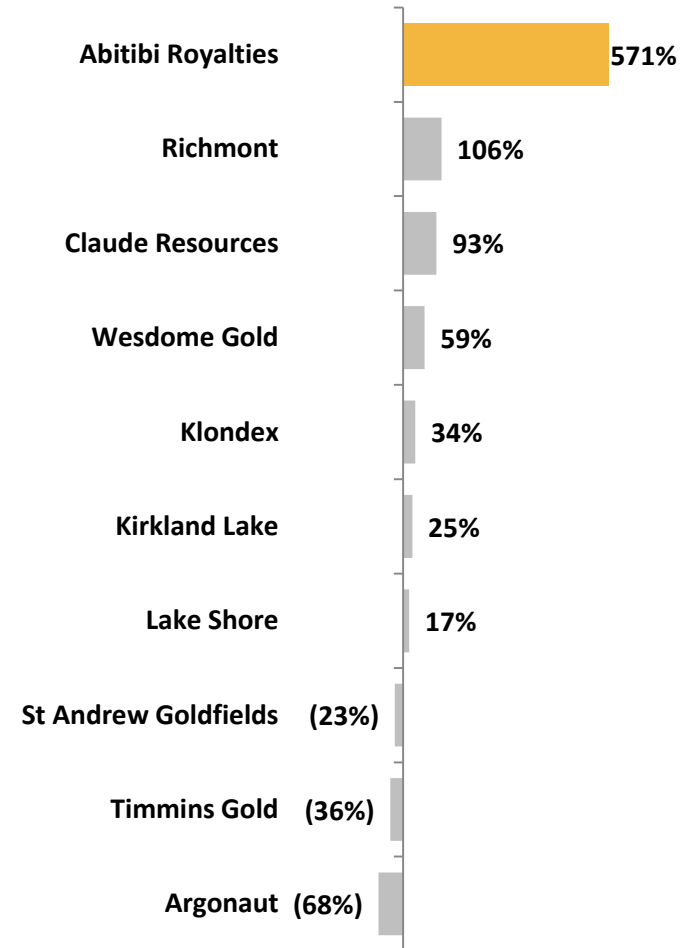 Abitibi Royalties 571%
Richmont 106%
Claude Resources 93%
Wesdome Gold 59%
Klondex 34%
Kirkland Lake 25%
Lake Shore 17%
St Andrew Goldfields (23%)
Timmins Gold (36%)
Argonaut (68%)